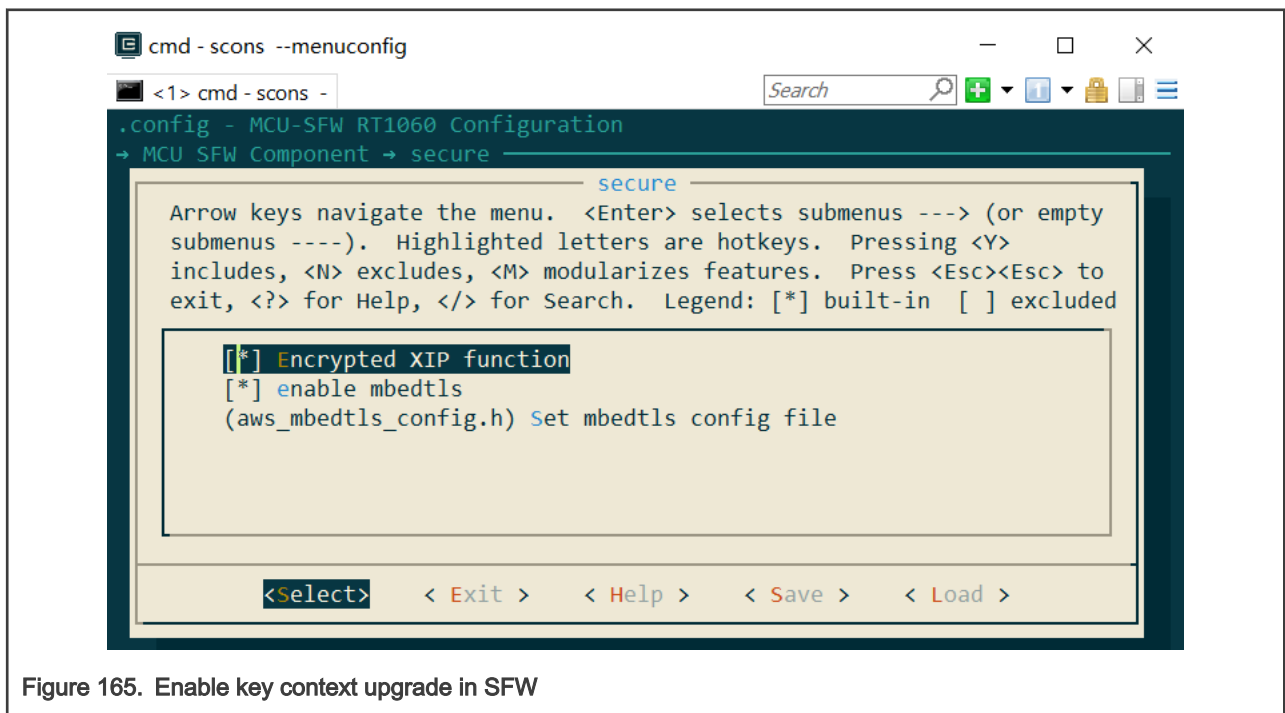 cmd - scons  --menuconfig
<1> cmd - scons  -
Search
.config - MCU-SFW RT1060 Configuration
→ MCU SFW Component → secure
secure
Arrow keys navigate the menu.  <Enter> selects submenus ---> (or empty
submenus ----).  Highlighted letters are hotkeys.  Pressing <Y>
includes, <N> excludes, <M> modularizes features.  Press <Esc><Esc> to
exit, <?> for Help, </> for Search.  Legend: [*] built-in  [ ] excluded
[*] Encrypted XIP function
[*] enable mbedtls
(aws_mbedtls_config.h) Set mbedtls config file
<Select>    < Exit >    < Help >    < Save >    < Load >
Figure 165.  Enable key context upgrade in SFW